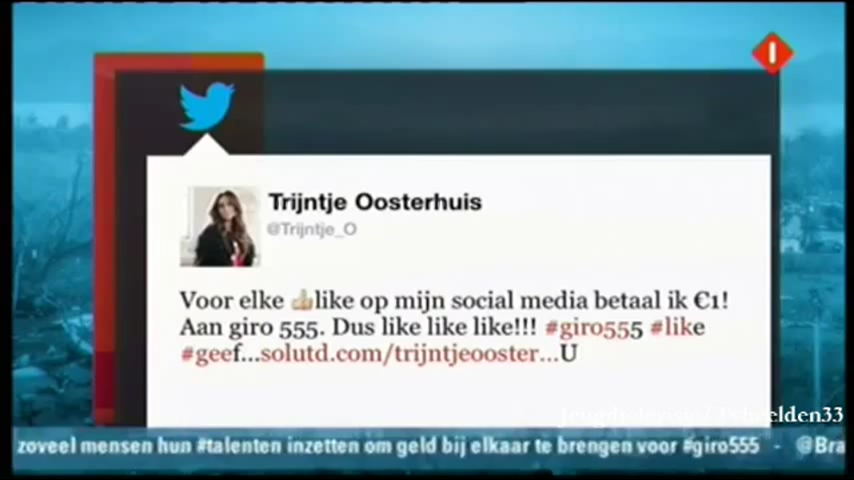 Trijntje Oosterhuis
@Trijntje_O
Voor elke 👍like op mijn social media betaal ik €1!
Aan giro 555. Dus like like like!!! #giro555 #like
#geef...solutd.com/trijntjeooster...U
zoveel mensen hun #talenten inzetten om geld bij elkaar te brengen voor #giro555 - @Bra